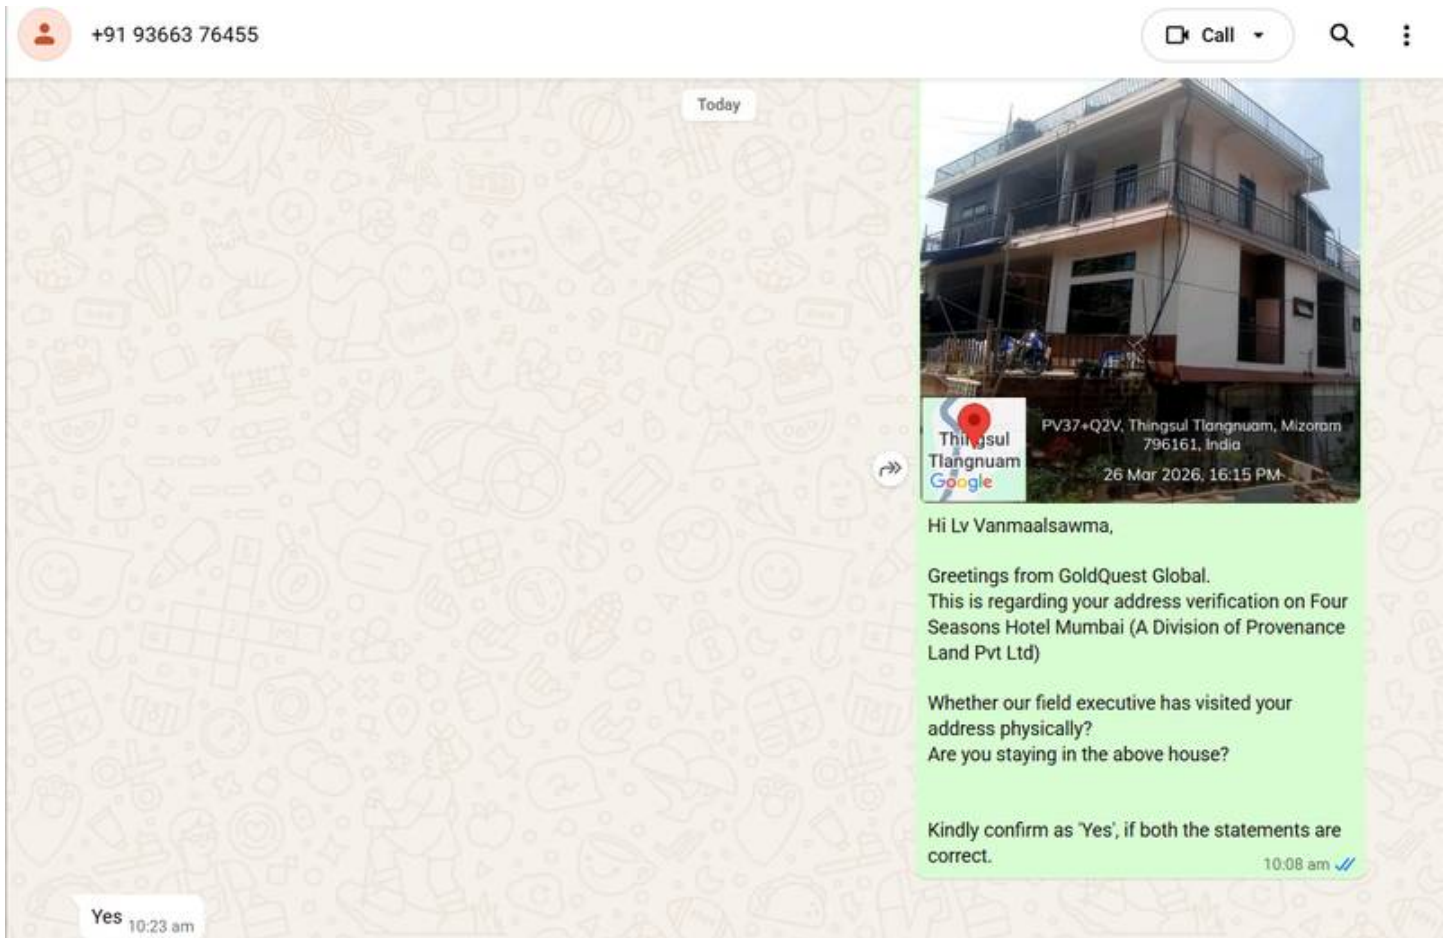 +91 93663 76455
Call
Today
Thingsul
Tlangnuam
Google
PV37+Q2V, Thingsul Tlangnuam, Mizoram
796161, India
26 Mar 2026, 16:15 PM
Hi Lv Vanmaalsawma,
Greetings from GoldQuest Global.
This is regarding your address verification on Four
Seasons Hotel Mumbai (A Division of Provenance
Land Pvt Ltd)
Whether our field executive has visited your
address physically?
Are you staying in the above house?
Kindly confirm as 'Yes', if both the statements are
correct.
10:08 am
Yes 10:23 am